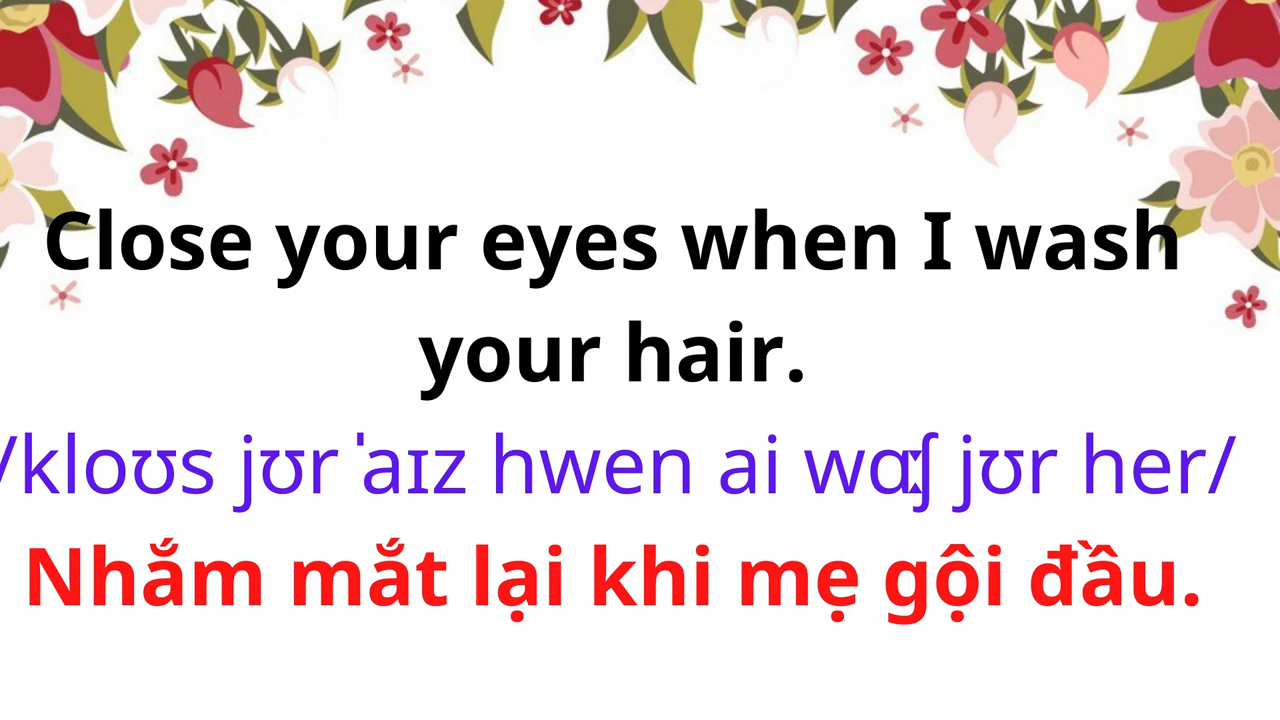 Close your eyes when I wash
your hair.
/kloʊs jʊr ˈaɪz hwen ai wɑːʃ jʊr her/
Nhắm mắt lại khi mẹ gội đầu.